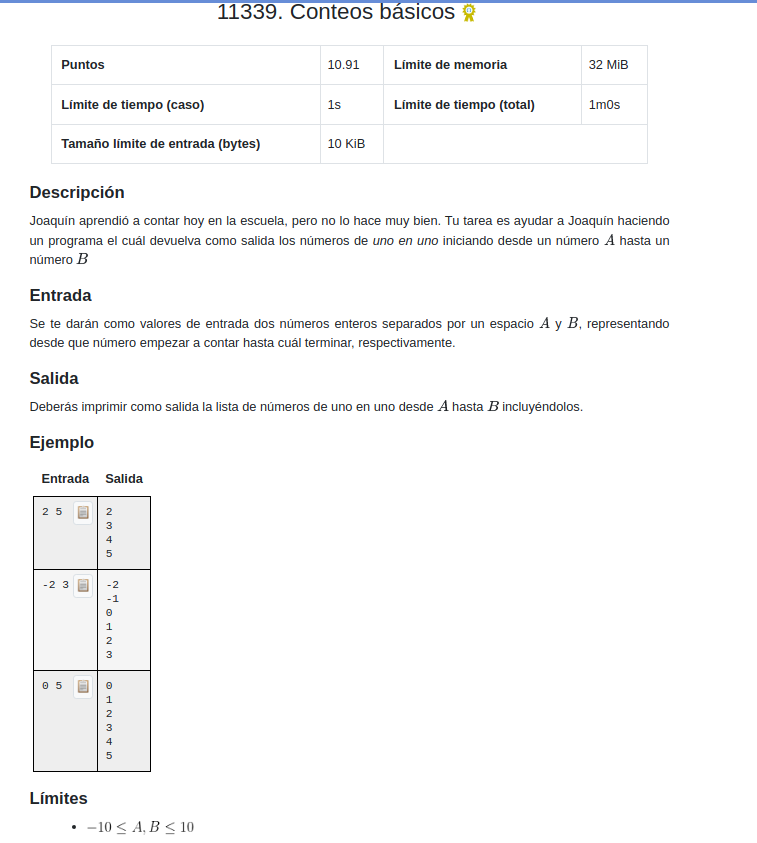 11339. Conteos básicos
Puntos 10.91 Límite de memoria 32 MiB
Límite de tiempo (caso) 1s Límite de tiempo (total) 1m0s
Tamaño límite de entrada (bytes) 10 KiB
Descripción
Joaquín aprendió a contar hoy en la escuela, pero no lo hace muy bien. Tu tarea es ayudar a Joaquín haciendo
un programa el cuál devuelva como salida los números de uno en uno iniciando desde un número A hasta un
número B
Entrada
Se te darán como valores de entrada dos números enteros separados por un espacio A y B, representando
desde que número empezar a contar hasta cuál terminar, respectivamente.
Salida
Deberás imprimir como salida la lista de números de uno en uno desde A hasta B incluyéndolos.
Ejemplo
Entrada Salida
2 5 2
3
4
5
-2 3 -2
-1
0
1
2
3
0 5 0
1
2
3
4
5
Límites
• −10 ≤ A, B ≤ 10